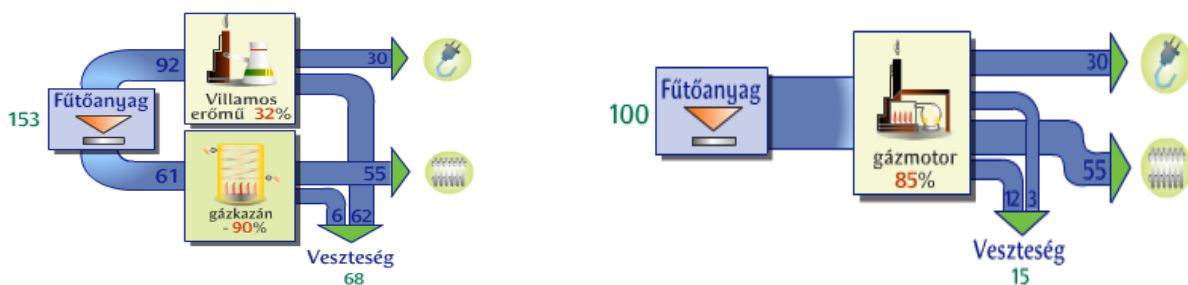 92
30
Villamos
erőmű 32%
153
Fűtőanyag
61
55
gázkazán
- 90%
6
62
Veszteség
68
30
100
Fűtőanyag
gázmotor
85%
55
12
3
Veszteség
15